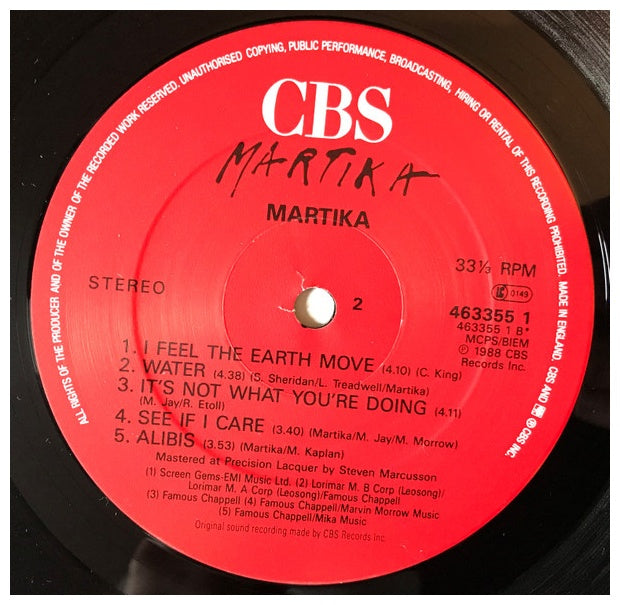 ALL RIGHTS OF THE PRODUCER AND OF THE OWNER OF THE RECORDED WORK RESERVED. UNAUTHORISED COPYING, PUBLIC PERFORMANCE, BROADCASTING, HIRING OR RENTAL OF THIS RECORDING PROHIBITED. MADE IN ENGLAND. CBS AND ® CBS INC.
CBS
MARTIKA
MARTIKA
STEREO
33⅓ RPM
LC 0149
2
463355 1
463355 1 B*
MCPS/BIEM
℗ 1988 CBS
Records Inc.
1. I FEEL THE EARTH MOVE (4.10) (C. King)
2. WATER (4.38) (S. Sheridan/L. Treadwell/Martika)
3. IT'S NOT WHAT YOU'RE DOING (4.11)
(M. Jay/R. Etoll)
4. SEE IF I CARE (3.40) (Martika/M. Jay/M. Morrow)
5. ALIBIS (3.53) (Martika/M. Kaplan)
Mastered at Precision Lacquer by Steven Marcusson
(1) Screen Gems-EMI Music Ltd. (2) Lorimar M. B Corp (Leosong)/
Lorimar M. A Corp (Leosong)/Famous Chappell
(3) Famous Chappell (4) Famous Chappell/Marvin Morrow Music
(5) Famous Chappell/Mika Music
Original sound recording made by CBS Records Inc.